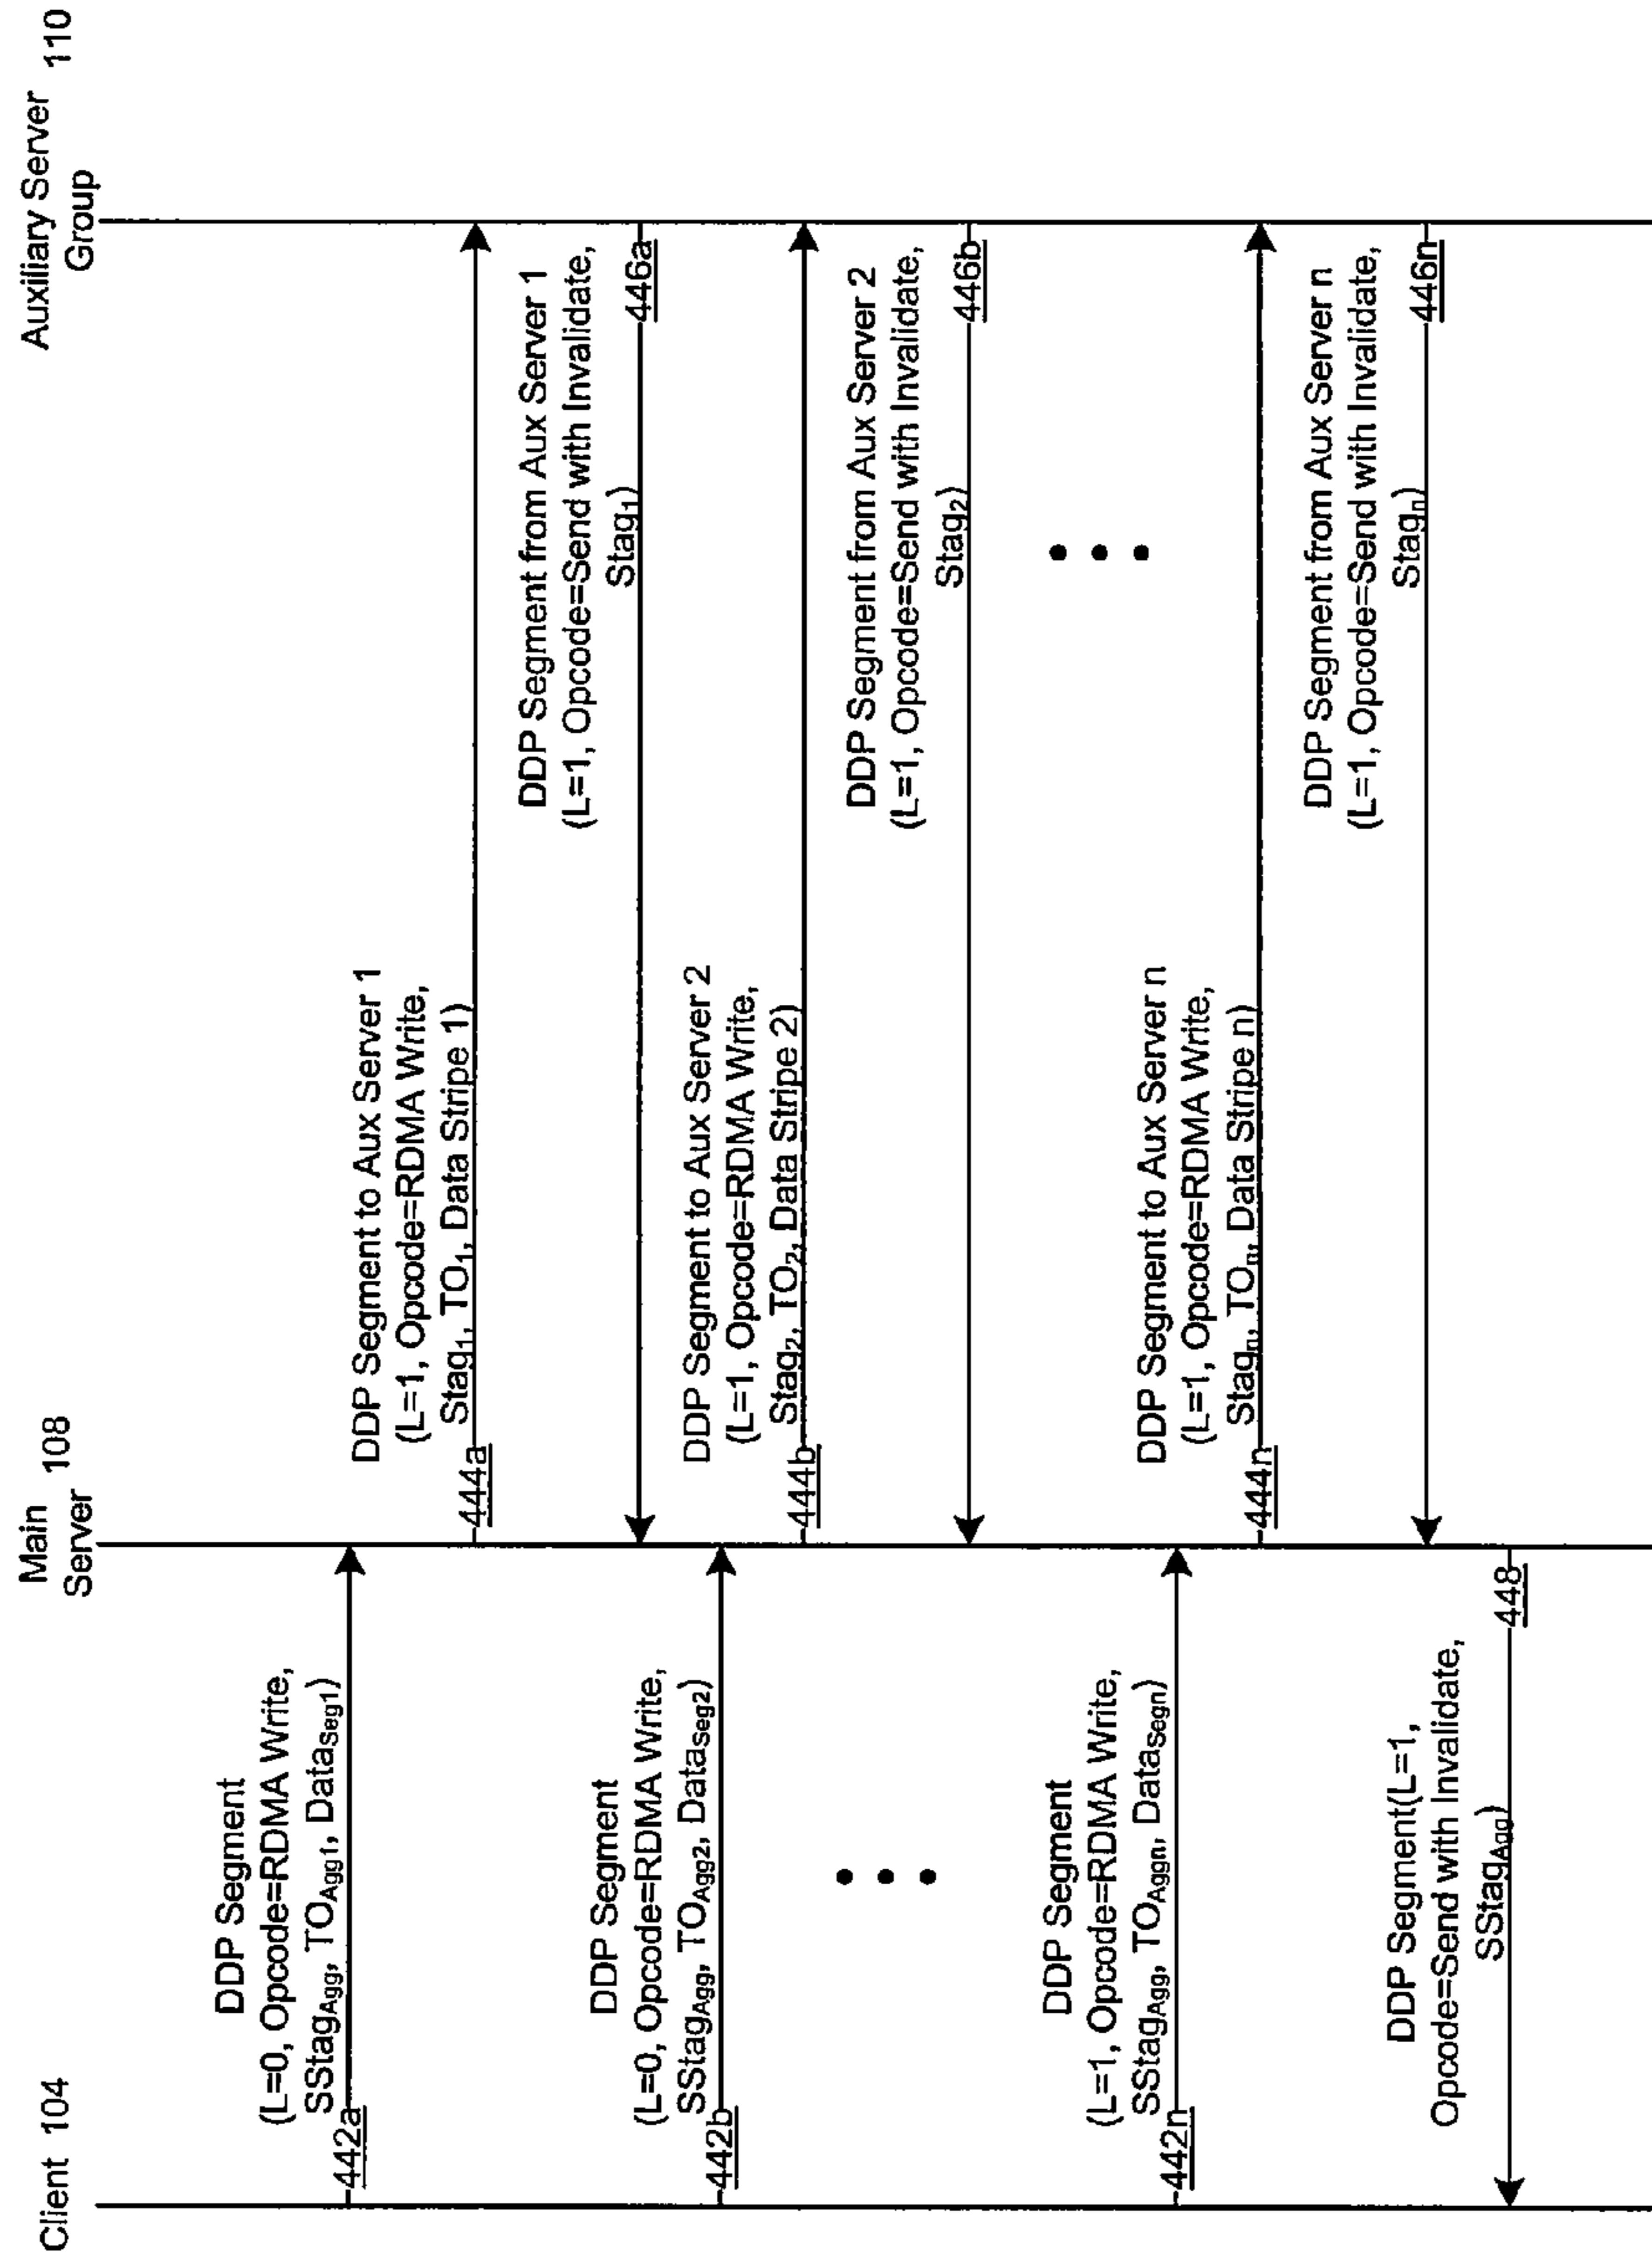 Client 104
Main 108
Server
Auxiliary Server 110
Group
DDP Segment
(L=0, Opcode=RDMA Write,
SStagAgg, TOAgg1, DataSeg1)
442a
DDP Segment to Aux Server 1
(L=1, Opcode=RDMA Write,
Stag1, TO1, Data Stripe 1)
444a
DDP Segment from Aux Server 1
(L=1, Opcode=Send with Invalidate,
Stag1)
446a
DDP Segment
(L=0, Opcode=RDMA Write,
SStagAgg, TOAgg2, DataSeg2)
442b
DDP Segment to Aux Server 2
(L=1, Opcode=RDMA Write,
Stag2, TO2, Data Stripe 2)
444b
DDP Segment from Aux Server 2
(L=1, Opcode=Send with Invalidate,
Stag2)
446b
DDP Segment
(L=1, Opcode=RDMA Write,
SStagAgg, TOAggn, DataSegn)
442n
DDP Segment to Aux Server n
(L=1, Opcode=RDMA Write,
Stagn, TOn, Data Stripe n)
444n
DDP Segment from Aux Server n
(L=1, Opcode=Send with Invalidate,
Stagn)
446n
DDP Segment(L=1,
Opcode=Send with Invalidate,
SStagAgg)
448